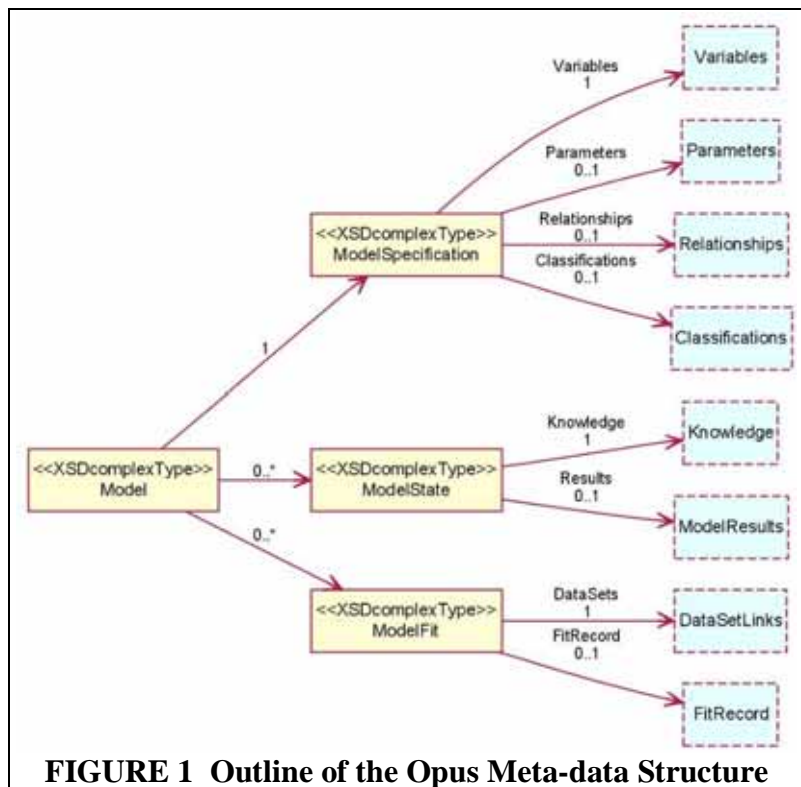 Variables
1
Variables
Parameters
0..1
Parameters
<<XSDcomplexType>>
ModelSpecification
Relationships
0..1
Relationships
Classifications
0..1
Classifications
1
<<XSDcomplexType>>
Model
0..*
<<XSDcomplexType>>
ModelState
Knowledge
1
Knowledge
Results
0..1
ModelResults
0..*
<<XSDcomplexType>>
ModelFit
DataSets
1
DataSetLinks
FitRecord
0..1
FitRecord
FIGURE 1 Outline of the Opus Meta-data Structure